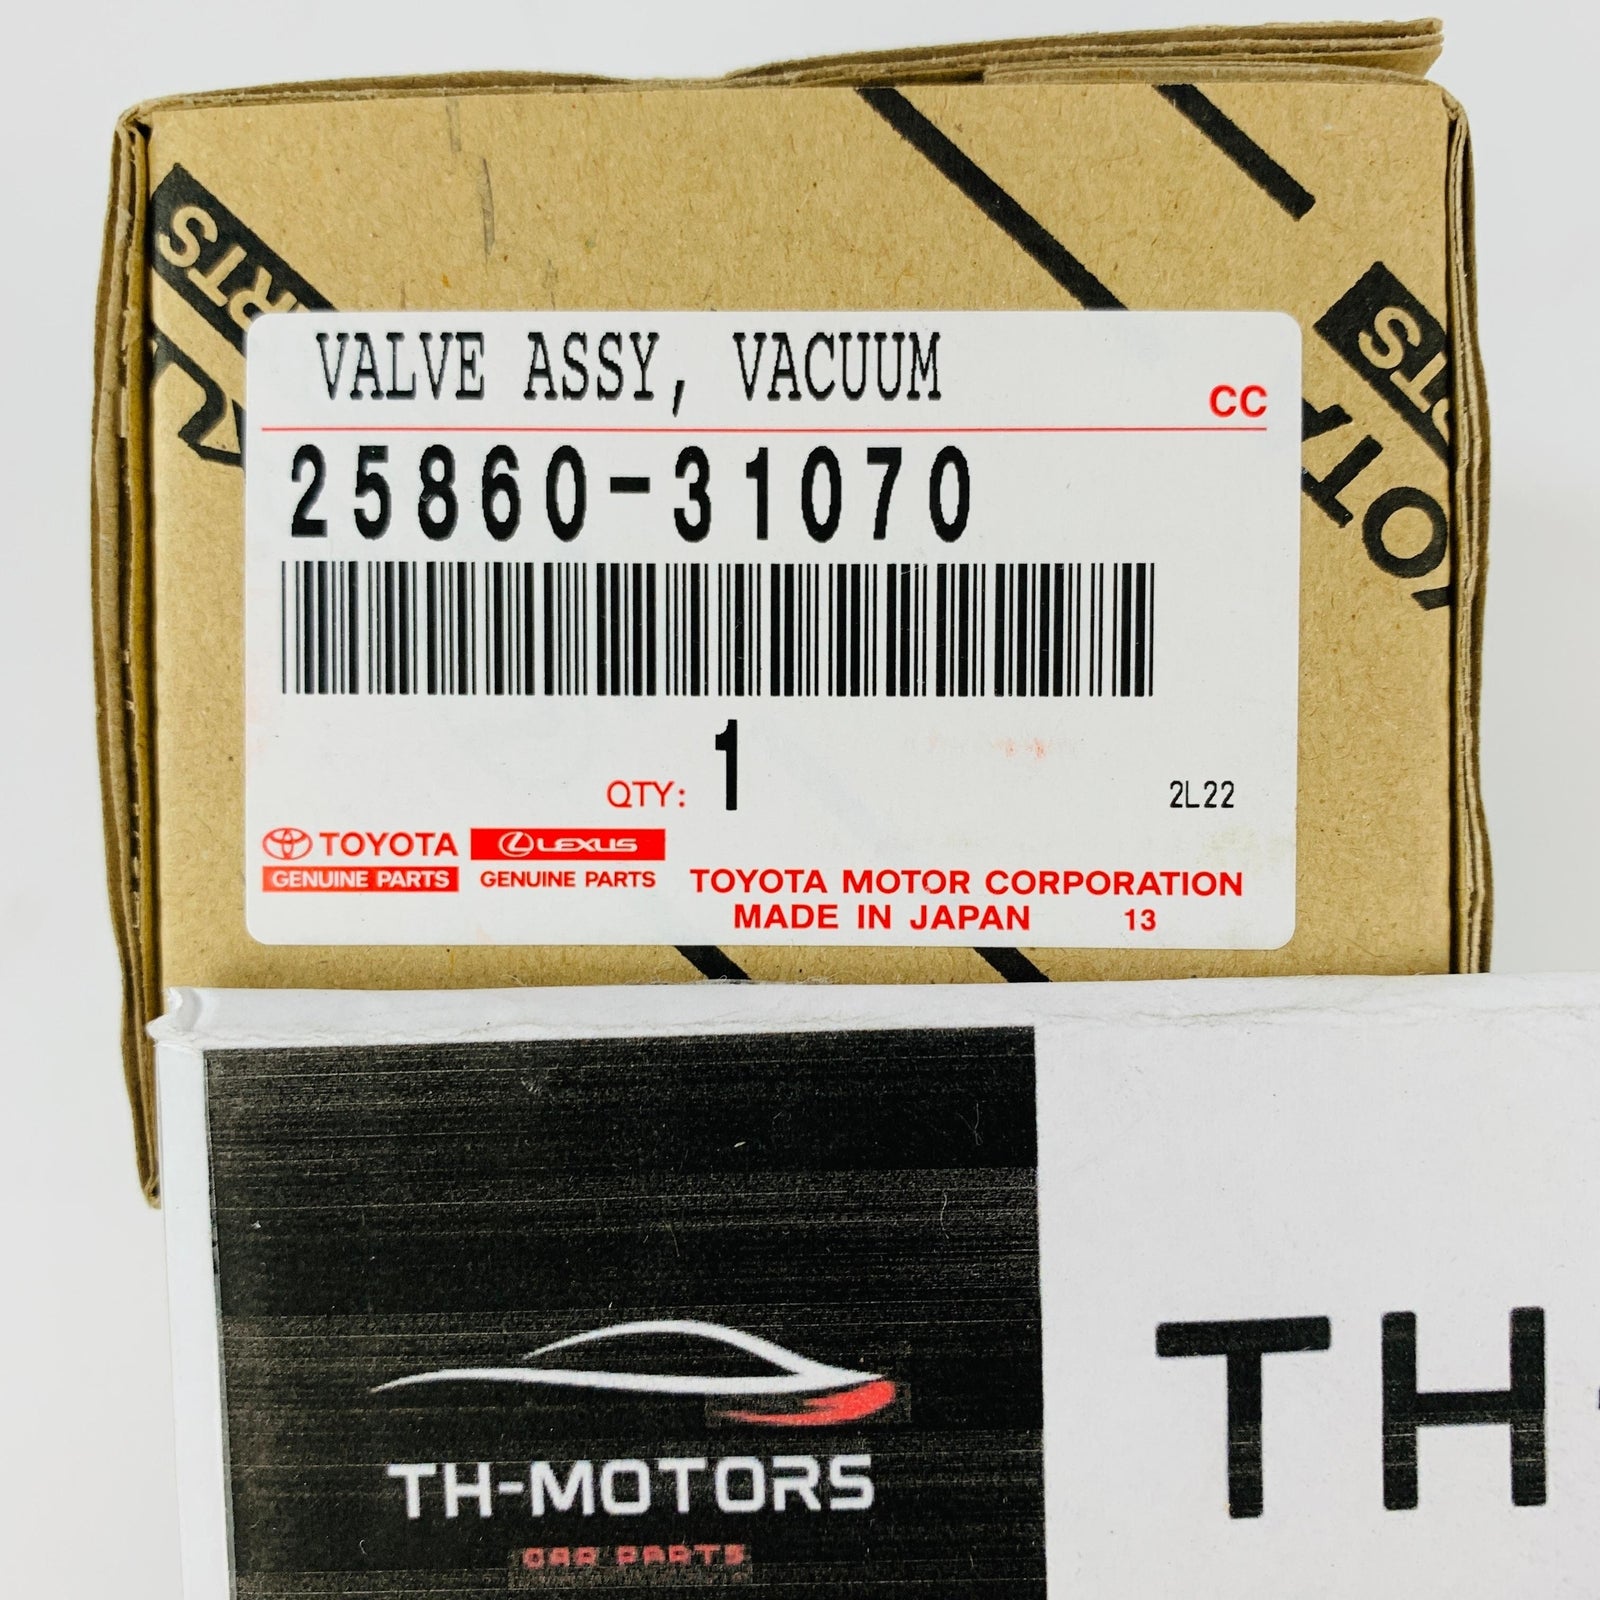 PARTS
VALVE ASSY, VACUUM
CC
25860-31070
QTY: 1
2L22
TOYOTA
LEXUS
GENUINE PARTS
GENUINE PARTS
TOYOTA MOTOR CORPORATION
MADE IN JAPAN 13
TH-MOTORS
CAR PARTS
TH-